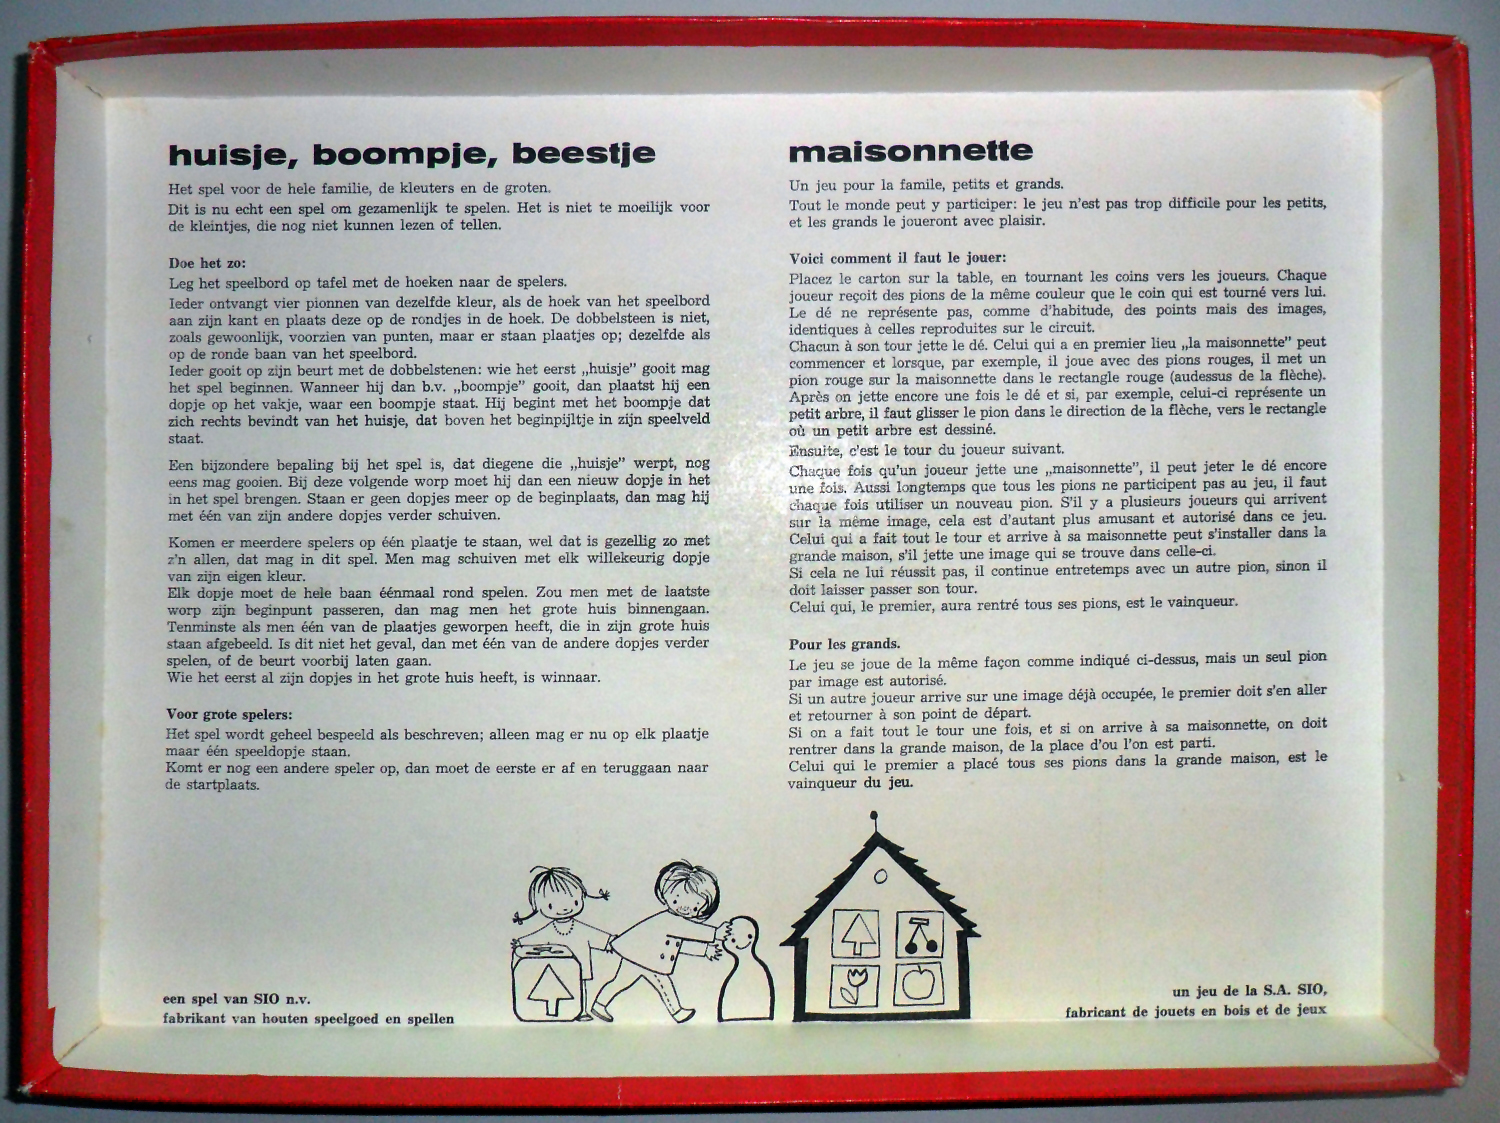 huisje, boompje, beestje
Het spel voor de hele familie, de kleuters en de groten.
Dit is nu echt een spel om gezamenlijk te spelen. Het is niet te moeilijk voor
de kleintjes, die nog niet kunnen lezen of tellen.
Doe het zo:
Leg het speelbord op tafel met de hoeken naar de spelers.
Ieder ontvangt vier pionnen van dezelfde kleur, als de hoek van het speelbord
aan zijn kant en plaats deze op de rondjes in de hoek. De dobbelsteen is niet,
zoals gewoonlijk, voorzien van punten, maar er staan plaatjes op; dezelfde als
op de ronde baan van het speelbord.
Ieder gooit op zijn beurt met de dobbelstenen: wie het eerst „huisje” gooit mag
het spel beginnen. Wanneer hij dan b.v. „boompje” gooit, dan plaatst hij een
dopje op het vakje, waar een boompje staat. Hij begint met het boompje dat
zich rechts bevindt van het huisje, dat boven het beginpijltje in zijn speelveld
staat.
Een bijzondere bepaling bij het spel is, dat diegene die „huisje” werpt, nog
eens mag gooien. Bij deze volgende worp moet hij dan een nieuw dopje in het
in het spel brengen. Staan er geen dopjes meer op de beginplaats, dan mag hij
met één van zijn andere dopjes verder schuiven.
Komen er meerdere spelers op één plaatje te staan, wel dat is gezellig zo met
z'n allen, dat mag in dit spel. Men mag schuiven met elk willekeurig dopje
van zijn eigen kleur.
Elk dopje moet de hele baan éénmaal rond spelen. Zou men met de laatste
worp zijn beginpunt passeren, dan mag men het grote huis binnengaan.
Tenminste als men één van de plaatjes geworpen heeft, die in zijn grote huis
staan afgebeeld. Is dit niet het geval, dan met één van de andere dopjes verder
spelen, of de beurt voorbij laten gaan.
Wie het eerst al zijn dopjes in het grote huis heeft, is winnaar.
Voor grote spelers:
Het spel wordt geheel bespeeld als beschreven; alleen mag er nu op elk plaatje
maar één speeldopje staan.
Komt er nog een andere speler op, dan moet de eerste er af en teruggaan naar
de startplaats.
een spel van SIO n.v.
fabrikant van houten speelgoed en spellen
maisonnette
Un jeu pour la famile, petits et grands.
Tout le monde peut y participer: le jeu n'est pas trop difficile pour les petits,
et les grands le joueront avec plaisir.
Voici comment il faut le jouer:
Placez le carton sur la table, en tournant les coins vers les joueurs. Chaque
joueur reçoit des pions de la même couleur que le coin qui est tourné vers lui.
Le dé ne représente pas, comme d'habitude, des points mais des images,
identiques à celles reproduites sur le circuit.
Chacun à son tour jette le dé. Celui qui a en premier lieu „la maisonnette” peut
commencer et lorsque, par exemple, il joue avec des pions rouges, il met un
pion rouge sur la maisonnette dans le rectangle rouge (audessus de la flèche).
Après on jette encore une fois le dé et si, par exemple, celui-ci représente un
petit arbre, il faut glisser le pion dans le direction de la flèche, vers le rectangle
où un petit arbre est dessiné.
Ensuite, c'est le tour du joueur suivant.
Chaque fois qu'un joueur jette une „maisonnette”, il peut jeter le dé encore
une fois. Aussi longtemps que tous les pions ne participent pas au jeu, il faut
chaque fois utiliser un nouveau pion. S'il y a plusieurs joueurs qui arrivent
sur la même image, cela est d'autant plus amusant et autorisé dans ce jeu.
Celui qui a fait tout le tour et arrive à sa maisonnette peut s'installer dans la
grande maison, s'il jette une image qui se trouve dans celle-ci.
Si cela ne lui réussit pas, il continue entretemps avec un autre pion, sinon il
doit laisser passer son tour.
Celui qui, le premier, aura rentré tous ses pions, est le vainqueur.
Pour les grands.
Le jeu se joue de la même façon comme indiqué ci-dessus, mais un seul pion
par image est autorisé.
Si un autre joueur arrive sur une image déjà occupée, le premier doit s'en aller
et retourner à son point de départ.
Si on a fait tout le tour une fois, et si on arrive à sa maisonnette, on doit
rentrer dans la grande maison, de la place d'ou l'on est parti.
Celui qui le premier a placé tous ses pions dans la grande maison, est le
vainqueur du jeu.
un jeu de la S.A. SIO,
fabricant de jouets en bois et de jeux